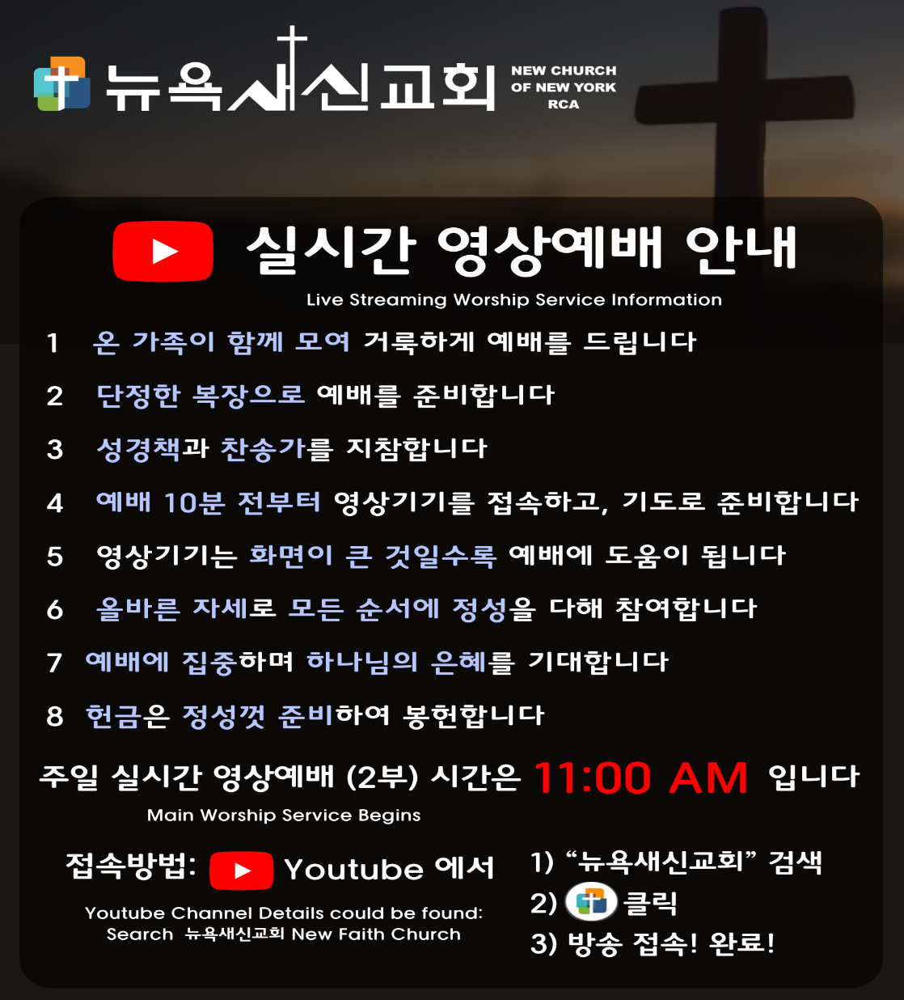 뉴욕새신교회
NEW CHURCH
OF NEW YORK
RCA
실시간 영상예배 안내
Live Streaming Worship Service Information
1 온 가족이 함께 모여 거룩하게 예배를 드립니다
2 단정한 복장으로 예배를 준비합니다
3 성경책과 찬송가를 지참합니다
4 예배 10분 전부터 영상기기를 접속하고, 기도로 준비합니다
5 영상기기는 화면이 큰 것일수록 예배에 도움이 됩니다
6 올바른 자세로 모든 순서에 정성을 다해 참여합니다
7 예배에 집중하며 하나님의 은혜를 기대합니다
8 헌금은 정성껏 준비하여 봉헌합니다
주일 실시간 영상예배 (2부) 시간은 11:00 AM 입니다
Main Worship Service Begins
접속방법: Youtube 에서
Youtube Channel Details could be found:
Search 뉴욕새신교회 New Faith Church
1) “뉴욕새신교회” 검색
2) 클릭
3) 방송 접속! 완료!